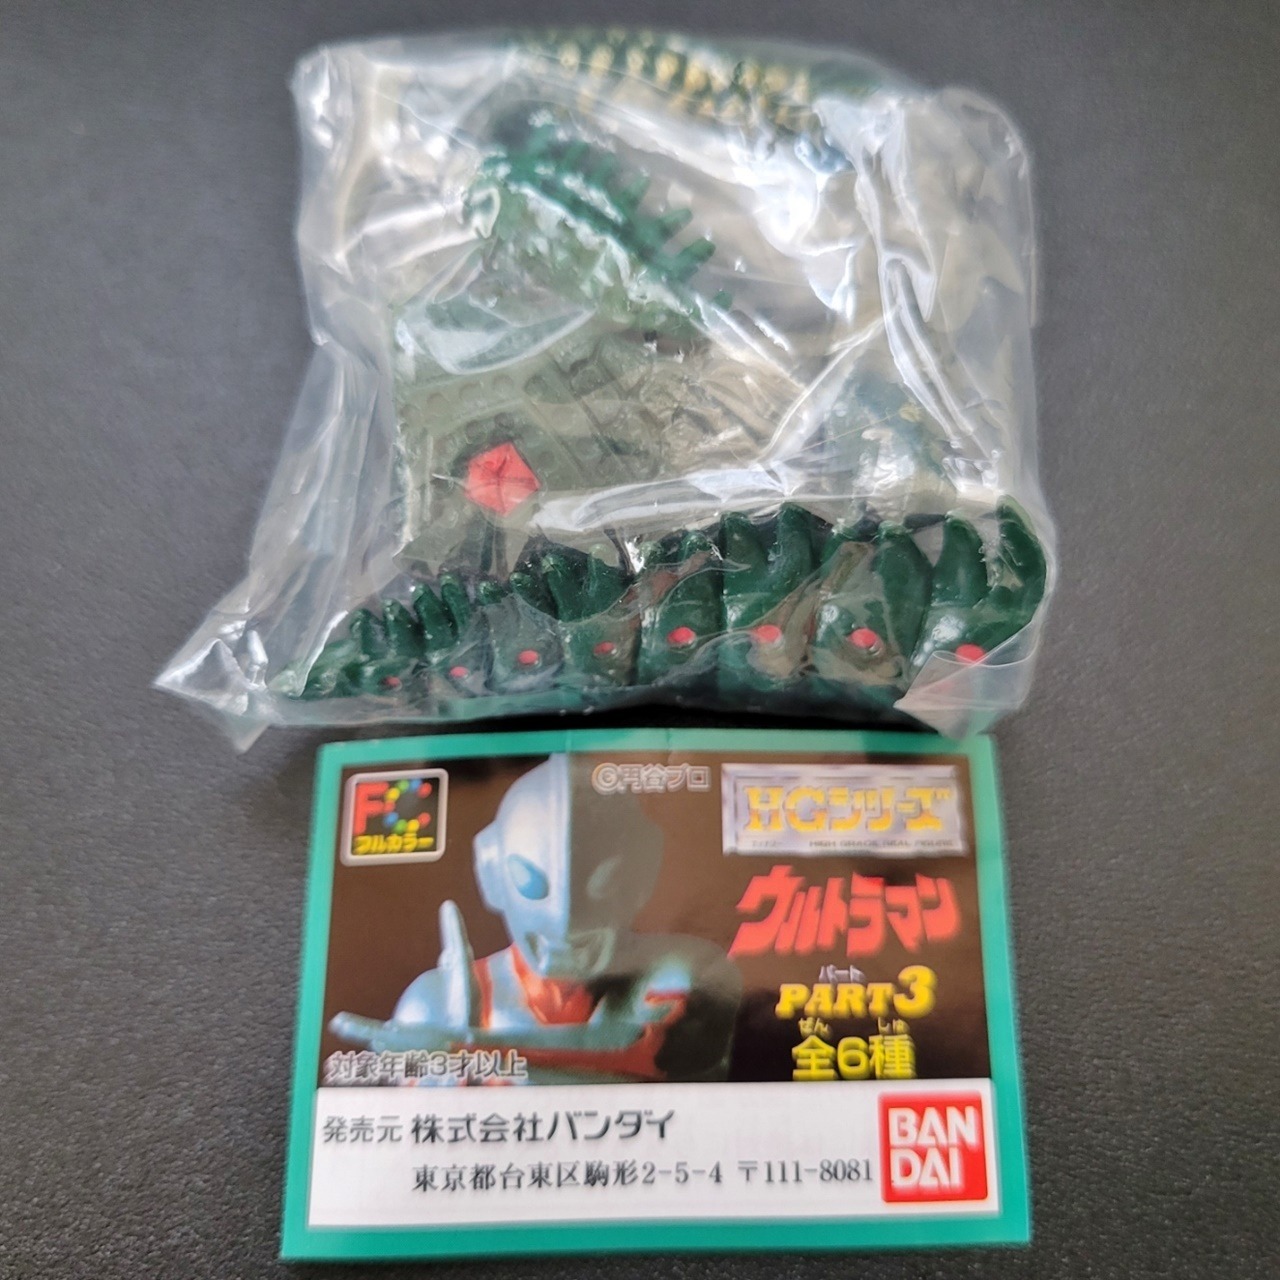 ©円谷プロ
FC
フルカラー
HGシリーズ
HIGH GRADE REAL FIGURE
ウルトラマン
パート
PART3
ぜん しゅ
全6種
対象年齢3才以上
発売元 株式会社バンダイ
東京都台東区駒形2-5-4 〒111-8081
BAN
DAI